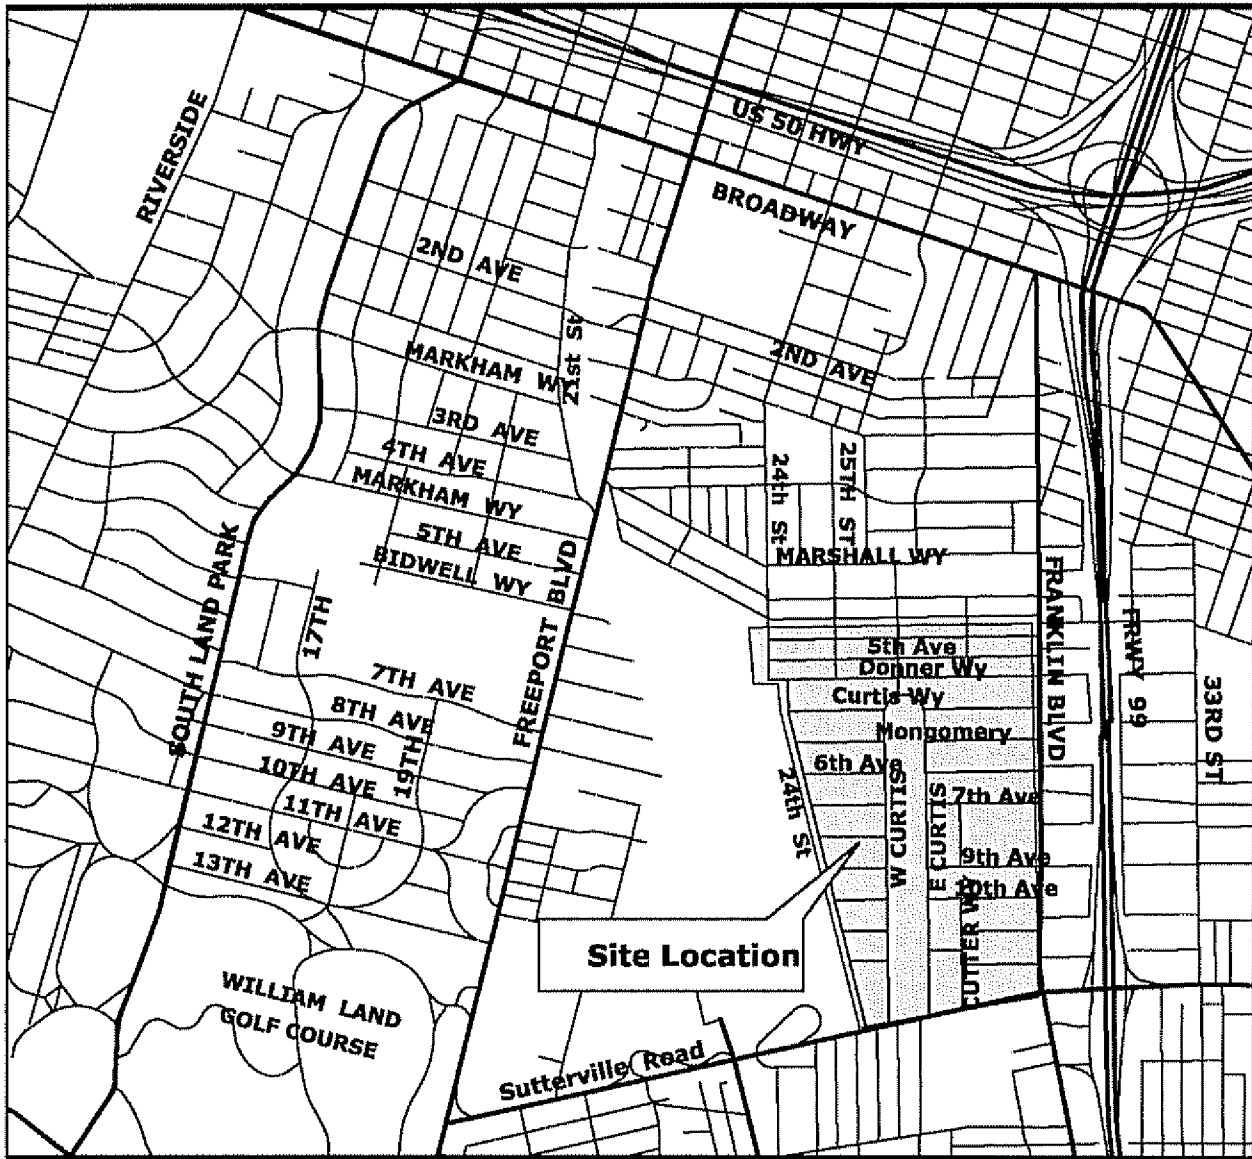 RIVERSIDE
US 50 HWY
BROADWAY
2ND AVE
21st St
MARKHAM WY
2ND AVE
3RD AVE
4TH AVE
MARKHAM WY
24th St
25TH ST
5TH AVE
BIDWELL WY
MARSHALL WY
SOUTH LAND PARK
17TH
FREEPORT BLVD
FRANKLIN BLVD
FRWY 99
33RD ST
5th Ave
Donner Wy
Curtis Wy
Mongomery
6th Ave
7th Ave
7TH AVE
8TH AVE
9TH AVE
19TH
10TH AVE
11TH AVE
12TH AVE
13TH AVE
24th St
W CURTIS
E CURTIS
9th Ave
10th Ave
CUTTER WY
Site Location
WILLIAM LAND
GOLF COURSE
Sutterville Road